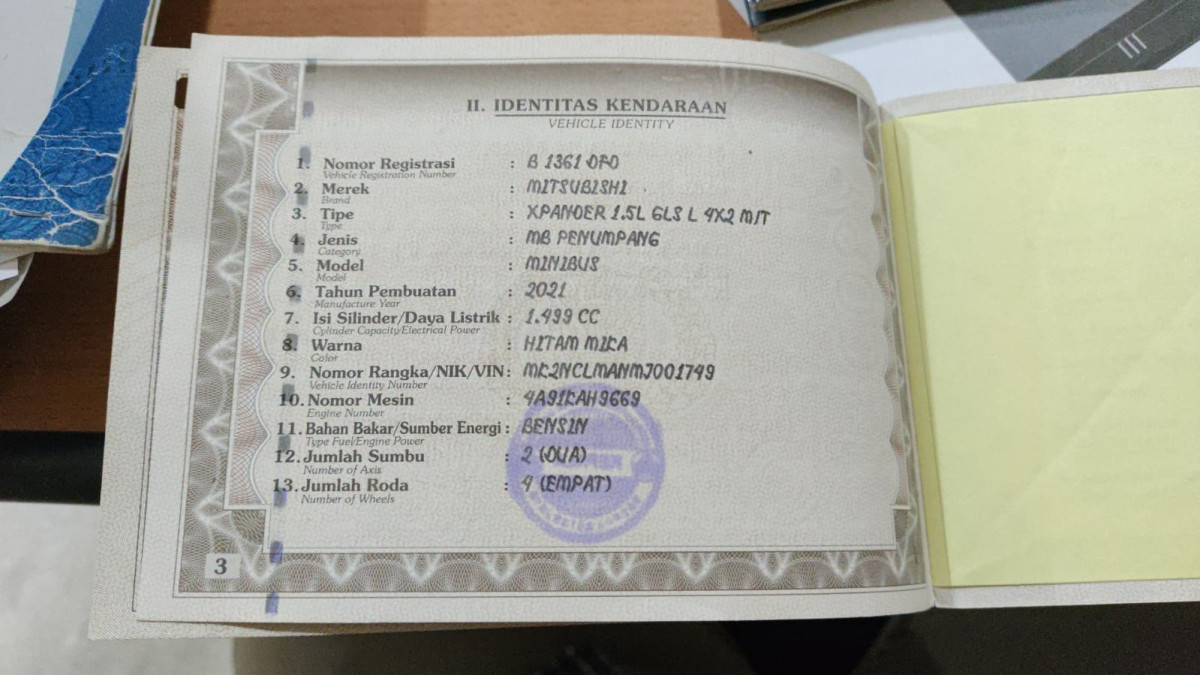 II. IDENTITAS KENDARAAN
VEHICLE IDENTITY
1. Nomor Registrasi : B 1361 DFO
Vehicle Registration Number
2. Merek : MITSUBISHI
Brand
3. Tipe : XPANDER 1.5L GLS L 4X2 M/T
Type
4. Jenis : MB PENUMPANG
Category
5. Model : MINIBUS
Model
6. Tahun Pembuatan : 2021
Manufacture Year
7. Isi Silinder/Daya Listrik : 1.499 CC
Cylinder Capacity/Electrical Power
8. Warna : HITAM MIKA
Color
9. Nomor Rangka/NIK/VIN : MK2NCLMANMJ001749
Vehicle Identity Number
10. Nomor Mesin : 4A91KAH9669
Engine Number
11. Bahan Bakar/Sumber Energi : BENSIN
Type Fuel/Engine Power
12. Jumlah Sumbu : 2 (DUA)
Number of Axis
13. Jumlah Roda : 4 (EMPAT)
Number of Wheels
3